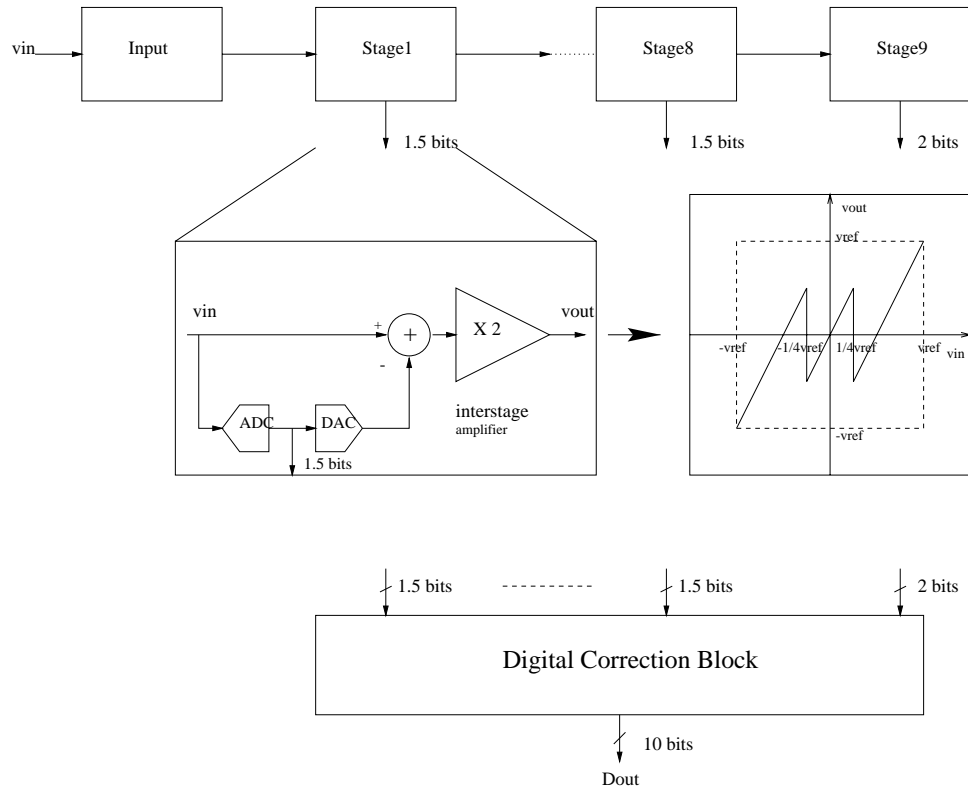 vin
Input
Stage1
Stage8
Stage9
1.5 bits
1.5 bits
2 bits
vout
vref
-vref
-1/4vref
1/4vref
vref
vin
-vref
vin
+
+
-
X 2
vout
ADC
DAC
interstage
amplifier
1.5 bits
1.5 bits
1.5 bits
2 bits
Digital Correction Block
10 bits
Dout